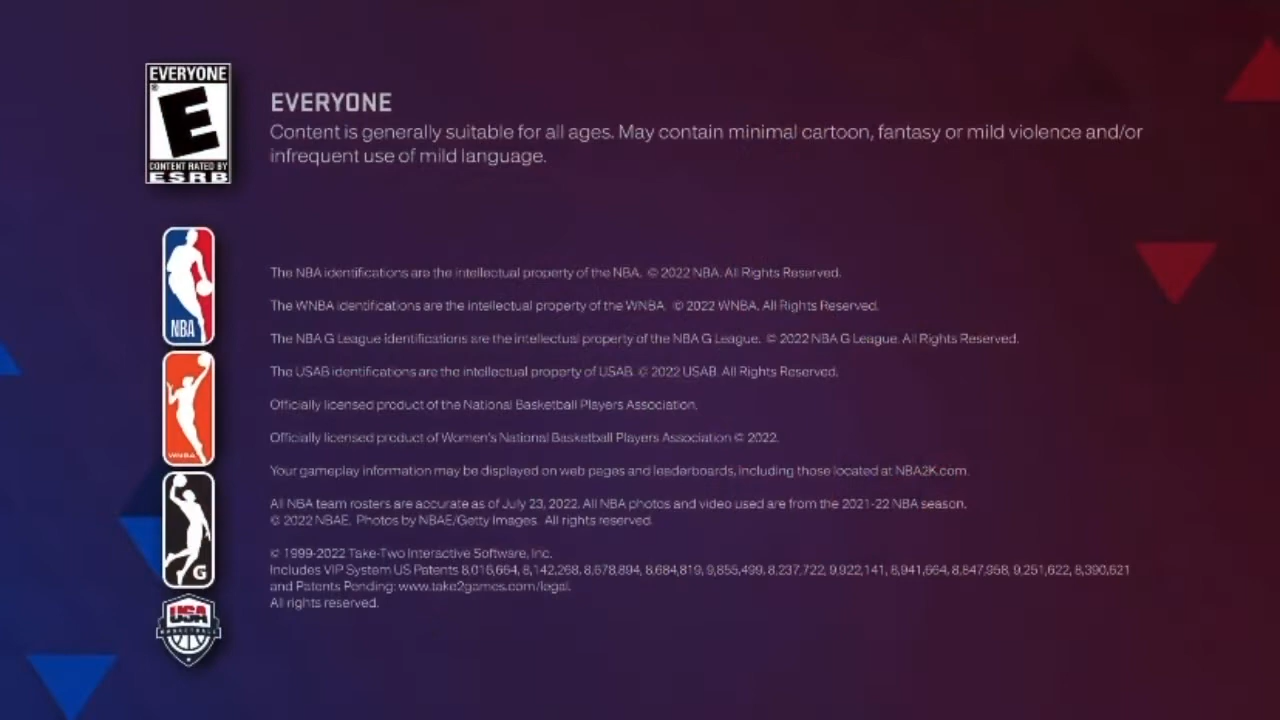 EVERYONE
E
CONTENT RATED BY
ESRB
EVERYONE
Content is generally suitable for all ages. May contain minimal cartoon, fantasy or mild violence and/or
infrequent use of mild language.
NBA
The NBA identifications are the intellectual property of the NBA. © 2022 NBA. All Rights Reserved.
The WNBA identifications are the intellectual property of the WNBA. © 2022 WNBA. All Rights Reserved.
The NBA G League identifications are the intellectual property of the NBA G League. © 2022 NBA G League. All Rights Reserved.
WNBA
The USAB identifications are the intellectual property of USAB. © 2022 USAB. All Rights Reserved.
Officially licensed product of the National Basketball Players Association.
Officially licensed product of Women's National Basketball Players Association © 2022.
Your gameplay information may be displayed on web pages and leaderboards, including those located at NBA2K.com.
G
All NBA team rosters are accurate as of July 23, 2022. All NBA photos and video used are from the 2021-22 NBA season.
© 2022 NBAE. Photos by NBAE/Getty Images. All rights reserved.
© 1999-2022 Take-Two Interactive Software, Inc.
Includes VIP System US Patents 8,016,664, 8,142,268, 8,678,894, 8,684,819, 9,855,499, 8,237,722, 9,922,141, 8,941,664, 8,847,958, 9,251,622, 8,390,621
and Patents Pending: www.take2games.com/legal.
All rights reserved.
USA
BASKETBALL